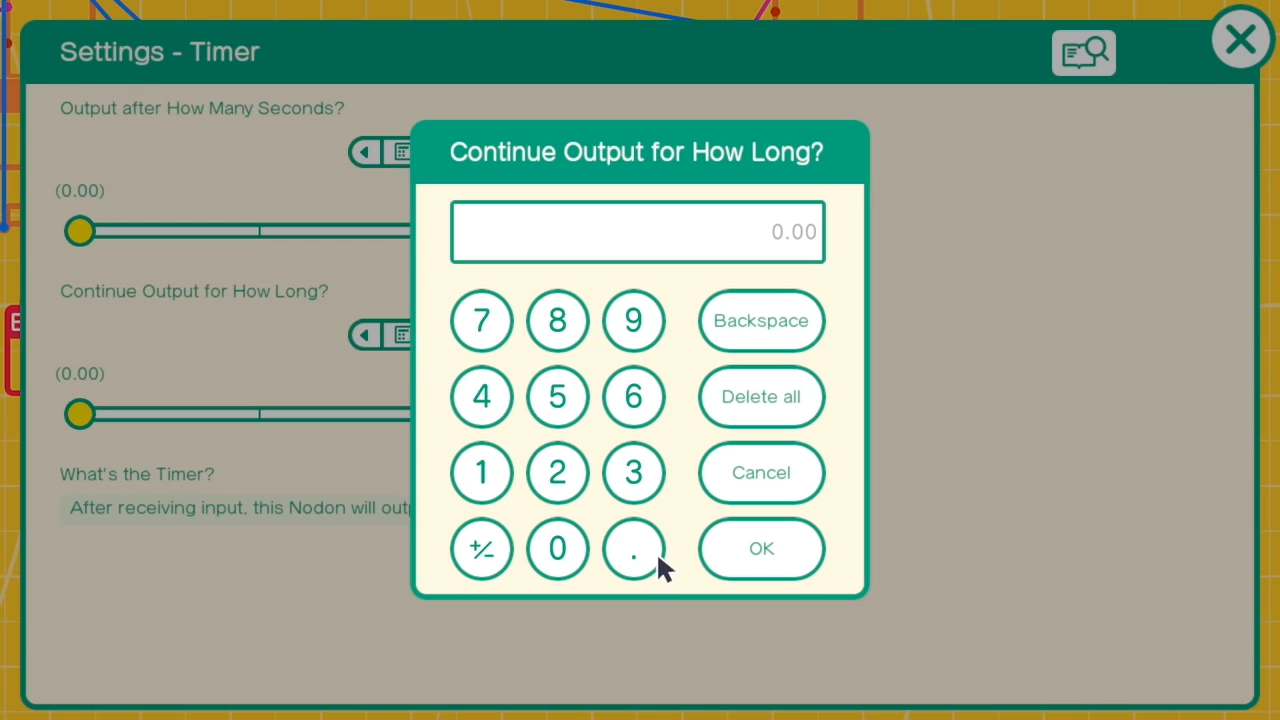 Settings - Timer
Output after How Many Seconds?
(0.00)
Continue Output for How Long?
(0.00)
What's the Timer?
After receiving input, this Nodon will
Continue Output for How Long?
0.00
7 8 9 Backspace
4 5 6 Delete all
1 2 3 Cancel
+/- 0 . OK